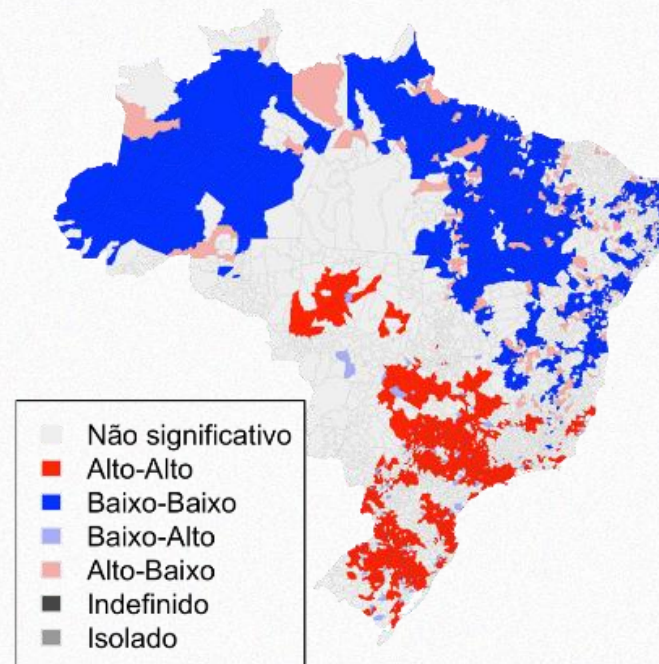 Não significativo
Alto-Alto
Baixo-Baixo
Baixo-Alto
Alto-Baixo
Indefinido
Isolado